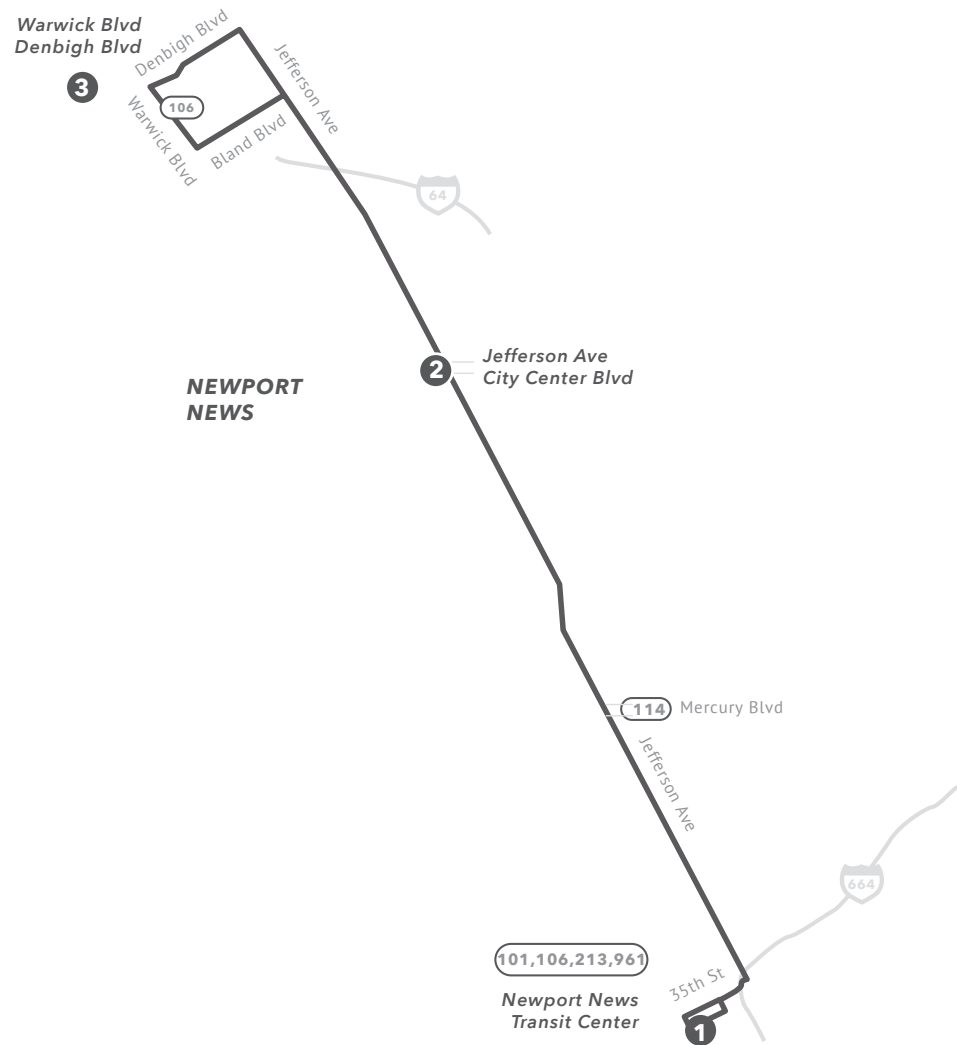 Warwick Blvd
Denbigh Blvd
3
Denbigh Blvd
Jefferson Ave
106
Warwick Blvd
Bland Blvd
64
2
Jefferson Ave
City Center Blvd
NEWPORT
NEWS
114
Mercury Blvd
Jefferson Ave
664
101,106,213,961
35th St
Newport News
Transit Center
1